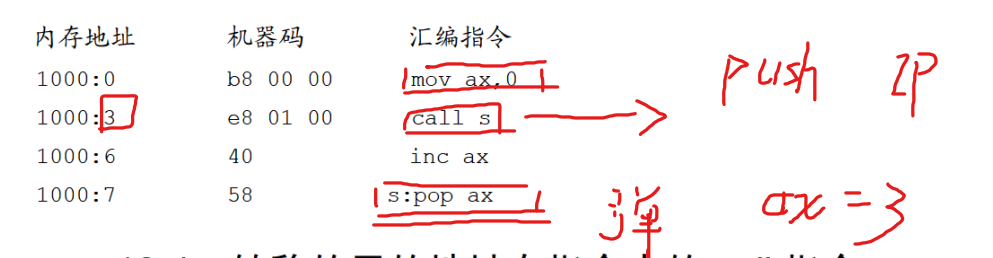 内存地址 机器码 汇编指令
1000:0 b8 00 00 mov ax,0 push IP
1000:3 e8 01 00 call s
1000:6 40 inc ax
1000:7 58 s:pop ax 弹 ax=3